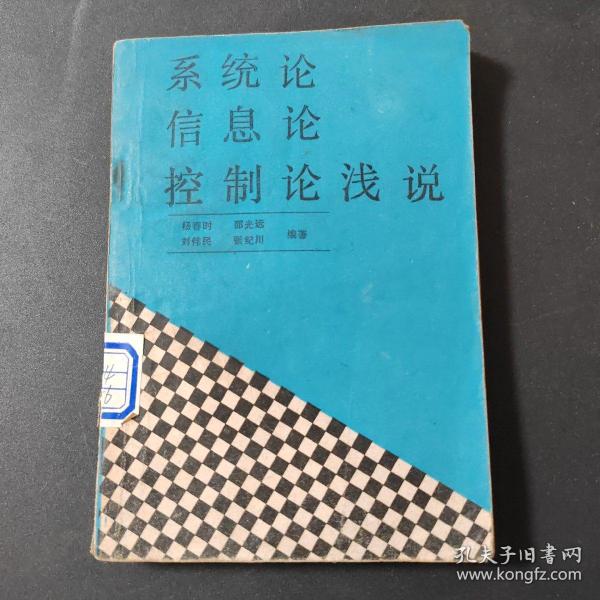 系统论
信息论
控制论浅说
杨春时 邵光远
刘伟民 张纪川 编著
孔夫子旧书网
www.kongfz.com